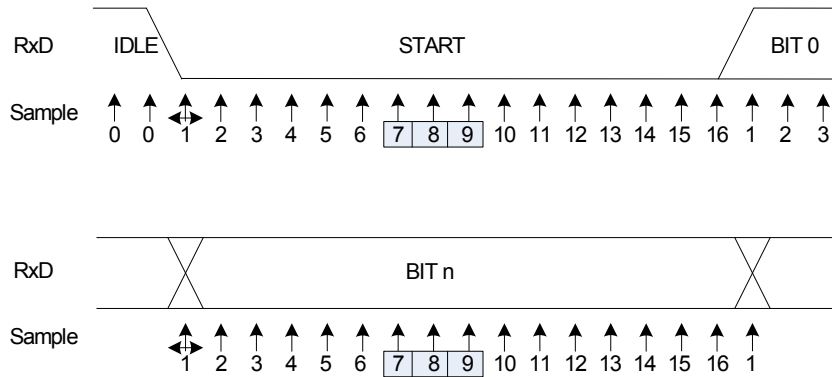 RxD IDLE START BIT 0
Sample
0 0 1 2 3 4 5 6 7 8 9 10 11 12 13 14 15 16 1 2 3
RxD BIT n
Sample
1 2 3 4 5 6 7 8 9 10 11 12 13 14 15 16 1